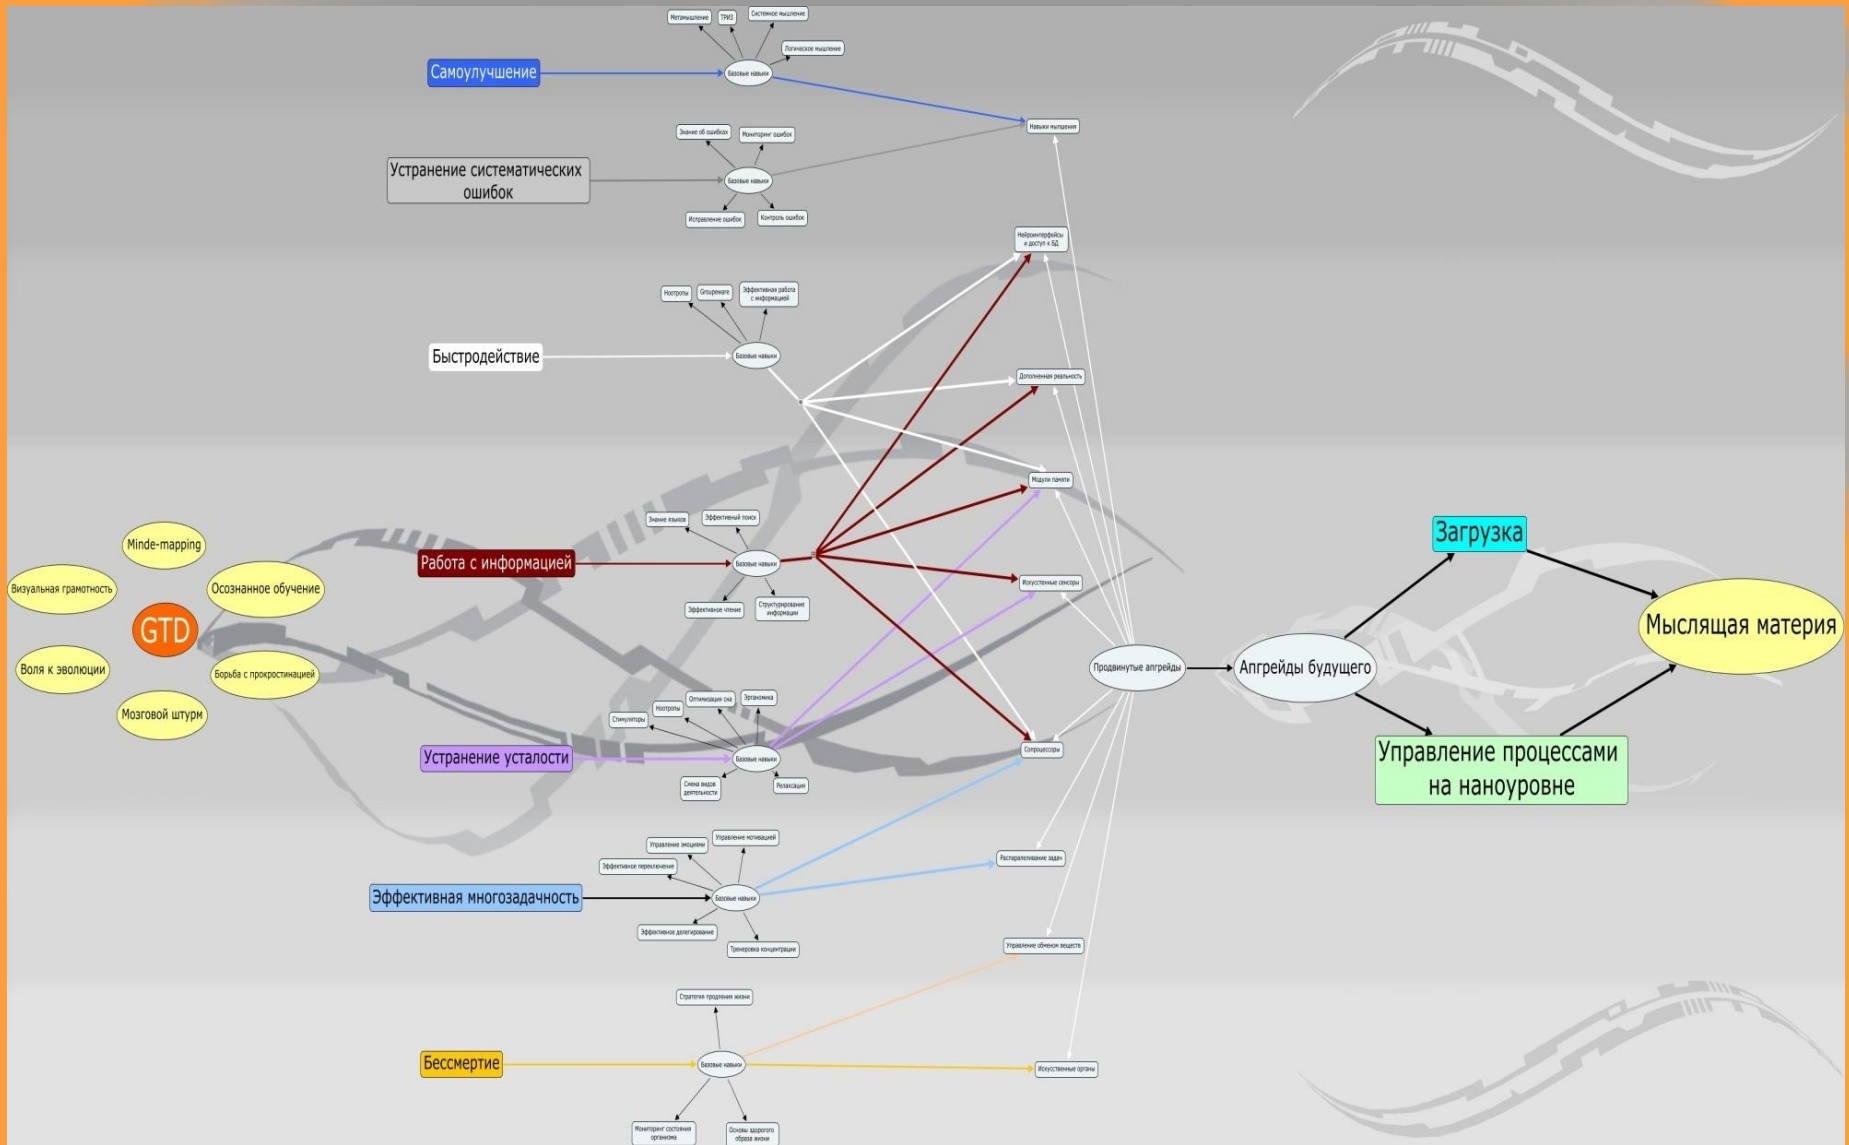 Метамышление
ТРИЗ
Системное мышление
Логическое мышление
Самоулучшение
Базовые навыки
Навыки мышления
Знание об ошибках
Мониторинг ошибок
Устранение систематических
ошибок
Базовые навыки
Исправление ошибок
Контроль ошибок
Нейроинтерфейсы
и доступ к БД
Ноотропы
Groupware
Эффективная работа
с информацией
Быстродействие
Базовые навыки
Дополненная реальность
Модули памяти
Знание языков
Эффективный поиск
Работа с информацией
Базовые навыки
Эффективное чтение
Структурирование
информации
Искусственные сенсоры
Minde-mapping
Визуальная грамотность
Осознанное обучение
GTD
Воля к эволюции
Борьба с прокростинацией
Мозговой штурм
Загрузка
Мыслящая материя
Продвинутые апгрейды
Апгрейды будущего
Управление процессами
на наноуровне
Стимуляторы
Ноотропы
Оптимизация сна
Эргономика
Устранение усталости
Базовые навыки
Смена видов
деятельности
Релаксация
Сопроцессоры
Эффективное переключение
Управление эмоциями
Управление мотивацией
Эффективная многозадачность
Базовые навыки
Эффективное делегирование
Тренеровка концентрации
Распараллеливание задач
Управление обменом веществ
Стратегия продления жизни
Бессмертие
Базовые навыки
Искусственные органы
Мониторинг состояния
организма
Основы здорогого
образа жизни